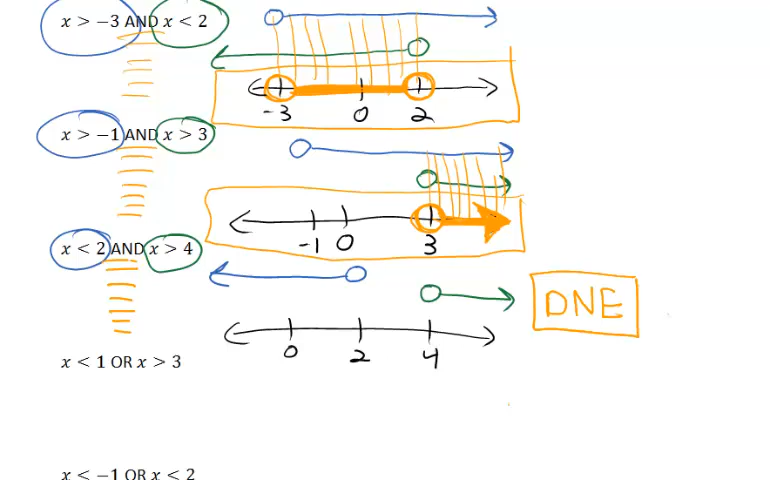 x > −3 AND x < 2
-3 0 2
x > −1 AND x > 3
-1 0 3
x < 2 AND x > 4
DNE
0 2 4
x < 1 OR x > 3
x < −1 OR x < 2